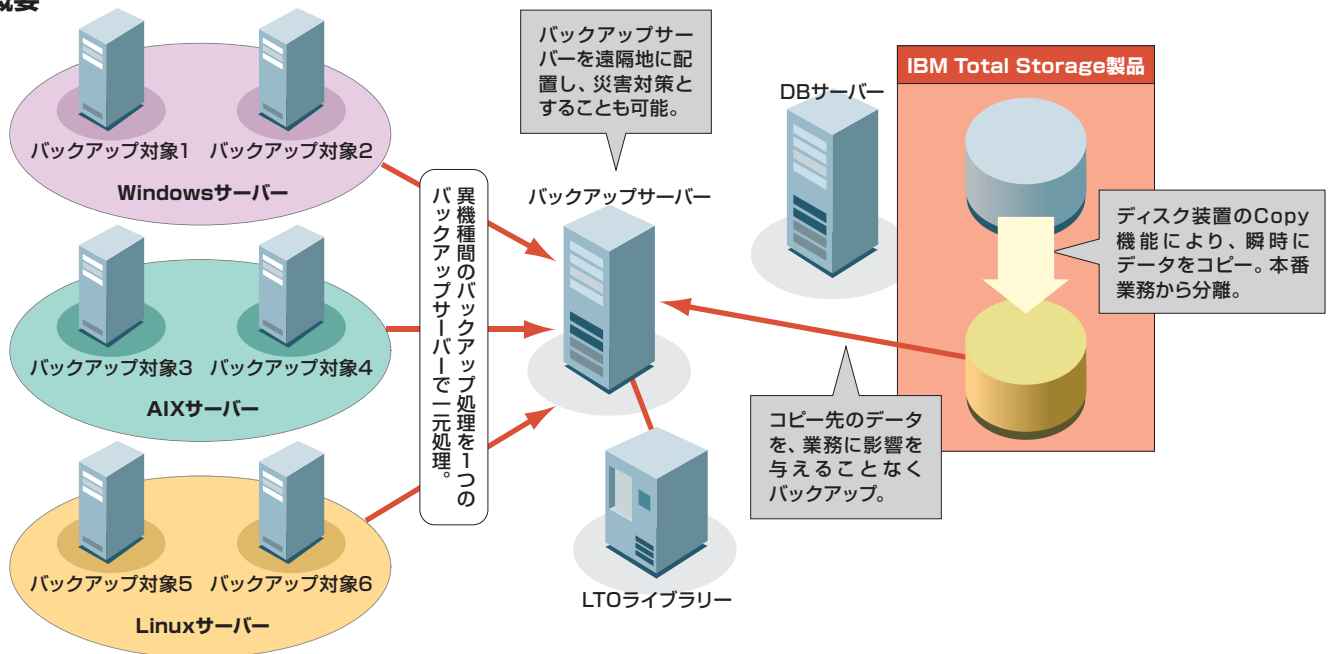 概要
バックアップ対象1
バックアップ対象2
Windowsサーバー
バックアップ対象3
バックアップ対象4
AIXサーバー
バックアップ対象5
バックアップ対象6
Linuxサーバー
異機種間のバックアップ処理を1つの
バックアップサーバーで一元処理。
バックアップサー
バーを遠隔地に配
置し、災害対策と
することも可能。
バックアップサーバー
LTOライブラリー
DBサーバー
IBM Total Storage製品
ディスク装置のCopy
機能により、瞬時に
データをコピー。本番
業務から分離。
コピー先のデータ
を、業務に影響を
与えることなく
バックアップ。